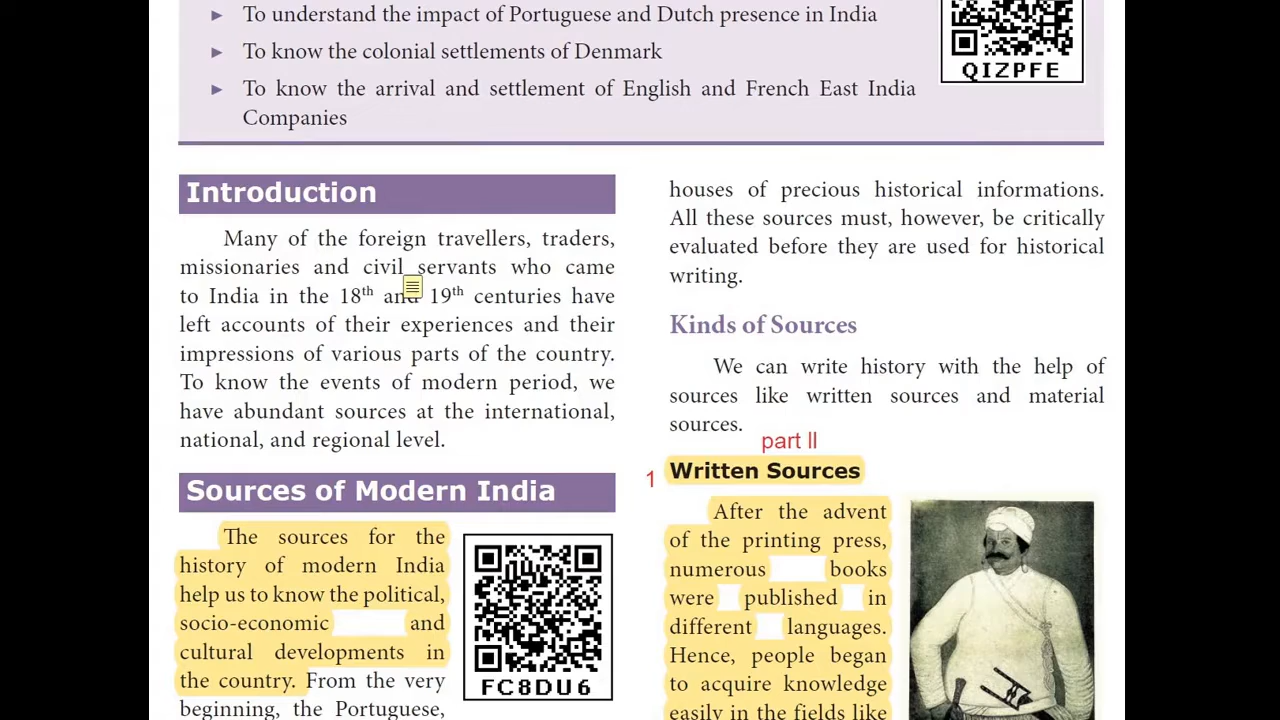 ► To understand the impact of Portuguese and Dutch presence in India
► To know the colonial settlements of Denmark
► To know the arrival and settlement of English and French East India
Companies
QIZPFE
Introduction
Many of the foreign travellers, traders,
missionaries and civil servants who came
to India in the 18th and 19th centuries have
left accounts of their experiences and their
impressions of various parts of the country.
To know the events of modern period, we
have abundant sources at the international,
national, and regional level.
Sources of Modern India
The sources for the
history of modern India
help us to know the political,
socio-economic and
cultural developments in
the country. From the very
beginning, the Portuguese,
FC8DU6
houses of precious historical informations.
All these sources must, however, be critically
evaluated before they are used for historical
writing.
Kinds of Sources
We can write history with the help of
sources like written sources and material
sources.
part II
1 Written Sources
After the advent
of the printing press,
numerous books
were published in
different languages.
Hence, people began
to acquire knowledge
easily in the fields like